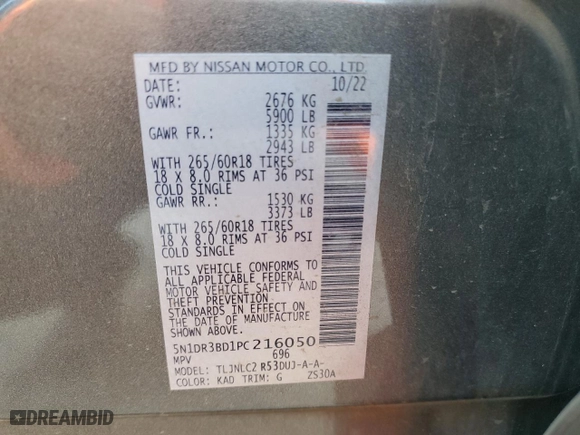 MFD BY NISSAN MOTOR CO., LTD.
DATE: 10/22
GVWR: 2676 KG
5900 LB
GAWR FR.: 1335 KG
2943 LB
WITH 265/60R18 TIRES
18 X 8.0 RIMS AT 36 PSI
COLD SINGLE
GAWR RR.: 1530 KG
3373 LB
WITH 265/60R18 TIRES
18 X 8.0 RIMS AT 36 PSI
COLD SINGLE
THIS VEHICLE CONFORMS TO
ALL APPLICABLE FEDERAL
MOTOR VEHICLE SAFETY AND
THEFT PREVENTION
STANDARDS IN EFFECT ON
THE DATE OF MANUFACTURE
SHOWN ABOVE.
5N1DR3BD1PC216050
MPV 696
MODEL: TLJNLC2 R53DUJ-A-A-
COLOR: KAD TRIM: G ZS30A
DREAMBID